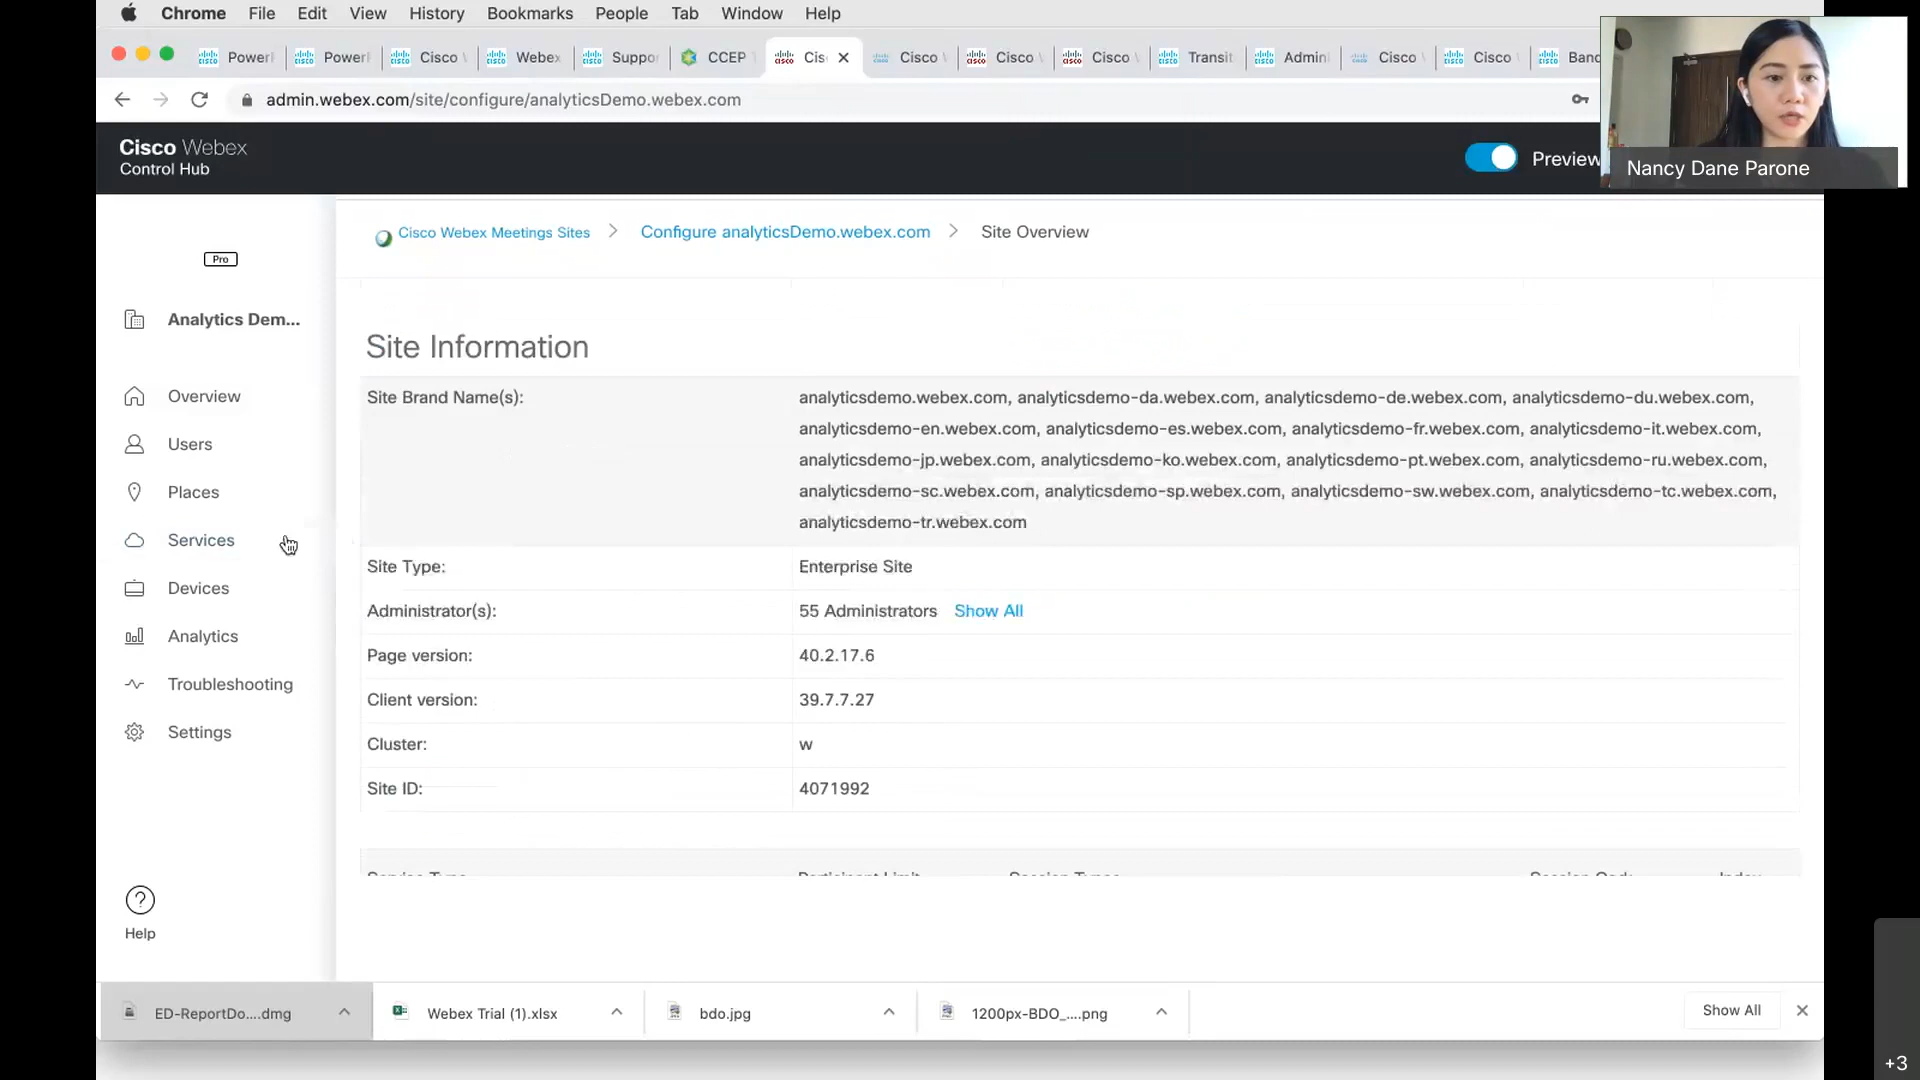 Chrome File Edit View History Bookmarks People Tab Window Help
Power Power Cisco Webex Suppo CCEP Cis Cisco Cisco Cisco Transit Admin Cisco Cisco Ban
admin.webex.com/site/configure/analyticsDemo.webex.com
Cisco Webex
Control Hub
Preview
Nancy Dane Parone
Cisco Webex Meetings Sites > Configure analyticsDemo.webex.com > Site Overview
Pro
Analytics Dem...
Overview
Users
Places
Services
Devices
Analytics
Troubleshooting
Settings
Help
Site Information
Site Brand Name(s): analyticsdemo.webex.com, analyticsdemo-da.webex.com, analyticsdemo-de.webex.com, analyticsdemo-du.webex.com,
analyticsdemo-en.webex.com, analyticsdemo-es.webex.com, analyticsdemo-fr.webex.com, analyticsdemo-it.webex.com,
analyticsdemo-jp.webex.com, analyticsdemo-ko.webex.com, analyticsdemo-pt.webex.com, analyticsdemo-ru.webex.com,
analyticsdemo-sc.webex.com, analyticsdemo-sp.webex.com, analyticsdemo-sw.webex.com, analyticsdemo-tc.webex.com,
analyticsdemo-tr.webex.com
Site Type: Enterprise Site
Administrator(s): 55 Administrators Show All
Page version: 40.2.17.6
Client version: 39.7.7.27
Cluster: w
Site ID: 4071992
ED-ReportDo....dmg Webex Trial (1).xlsx bdo.jpg 1200px-BDO_....png Show All
+3